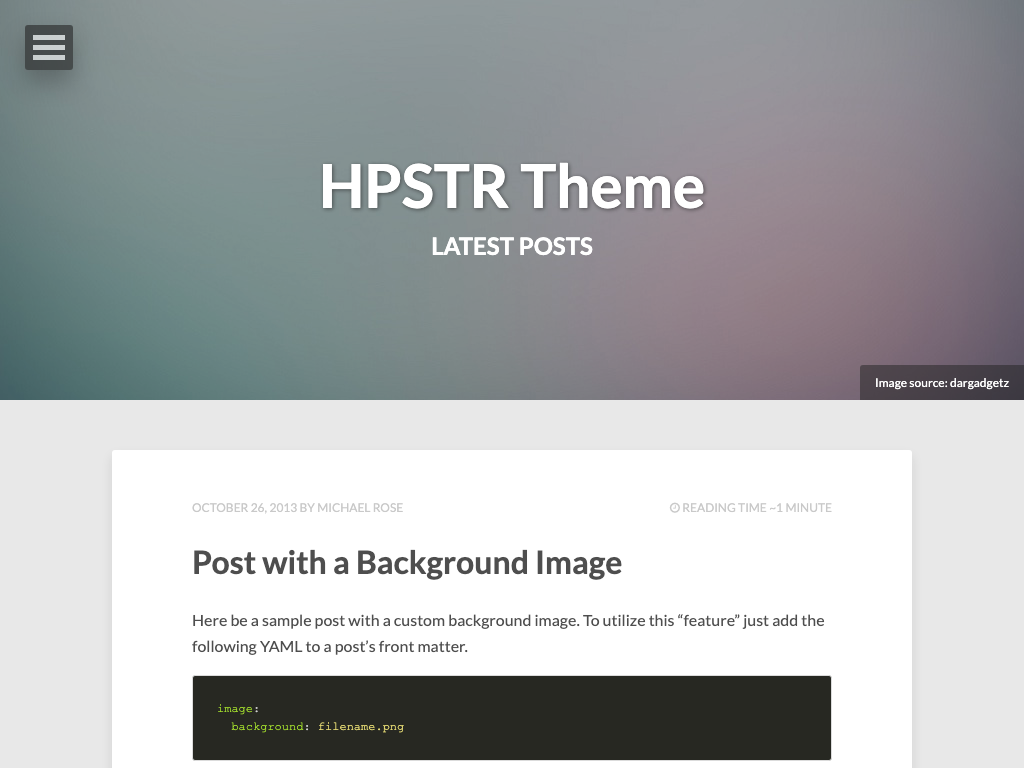 HPSTR Theme
LATEST POSTS
Image source: dargadgetz
OCTOBER 26, 2013 BY MICHAEL ROSE
READING TIME ~1 MINUTE
Post with a Background Image
Here be a sample post with a custom background image. To utilize this “feature” just add the
following YAML to a post’s front matter.
image:
  background: filename.png